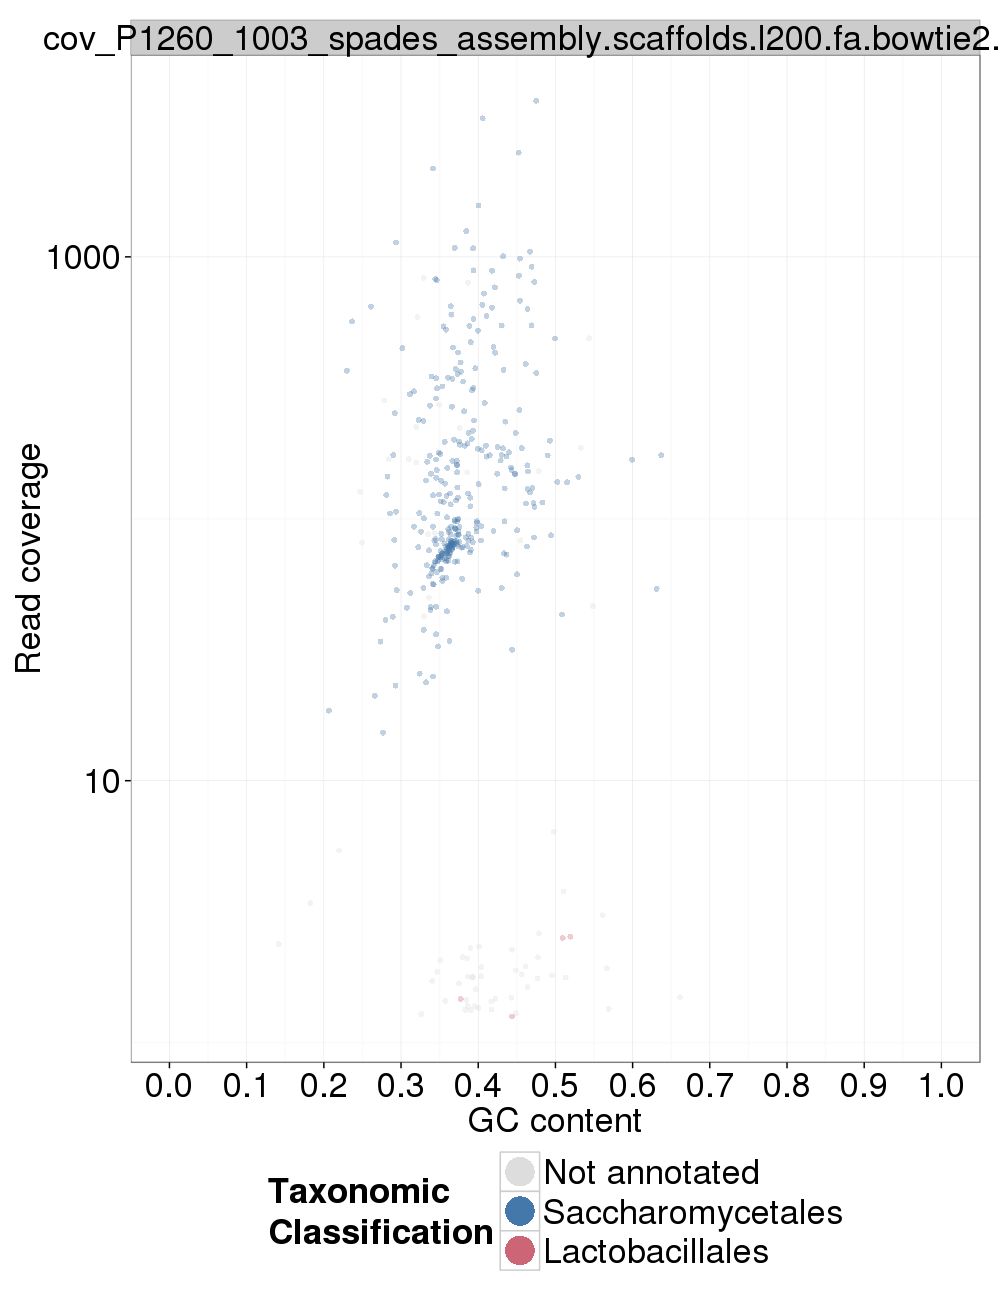 cov_P1260_1003_spades_assembly.scaffolds.l200.fa.bowtie2.
1000
10
Read coverage
0.0 0.1 0.2 0.3 0.4 0.5 0.6 0.7 0.8 0.9 1.0
GC content
Taxonomic
Classification
Not annotated
Saccharomycetales
Lactobacillales